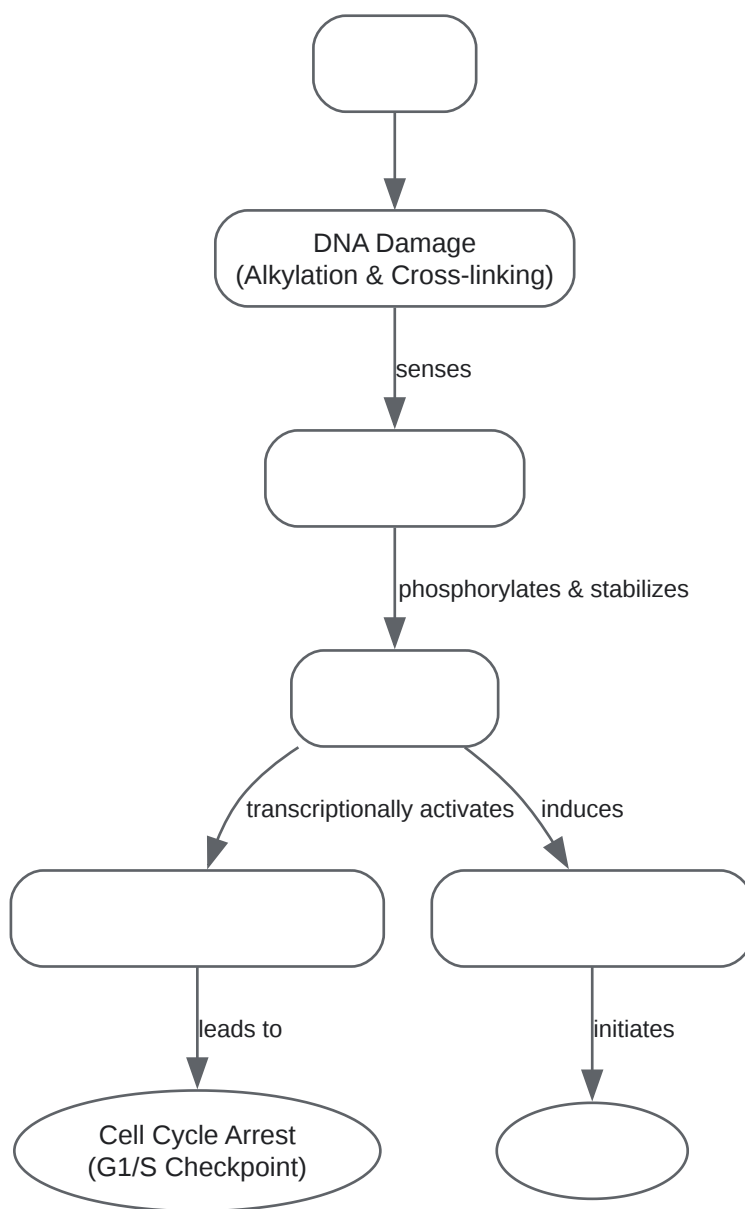 DNA Damage
(Alkylation & Cross-linking)
senses
phosphorylates & stabilizes
transcriptionally activates
induces
leads to
initiates
Cell Cycle Arrest
(G1/S Checkpoint)